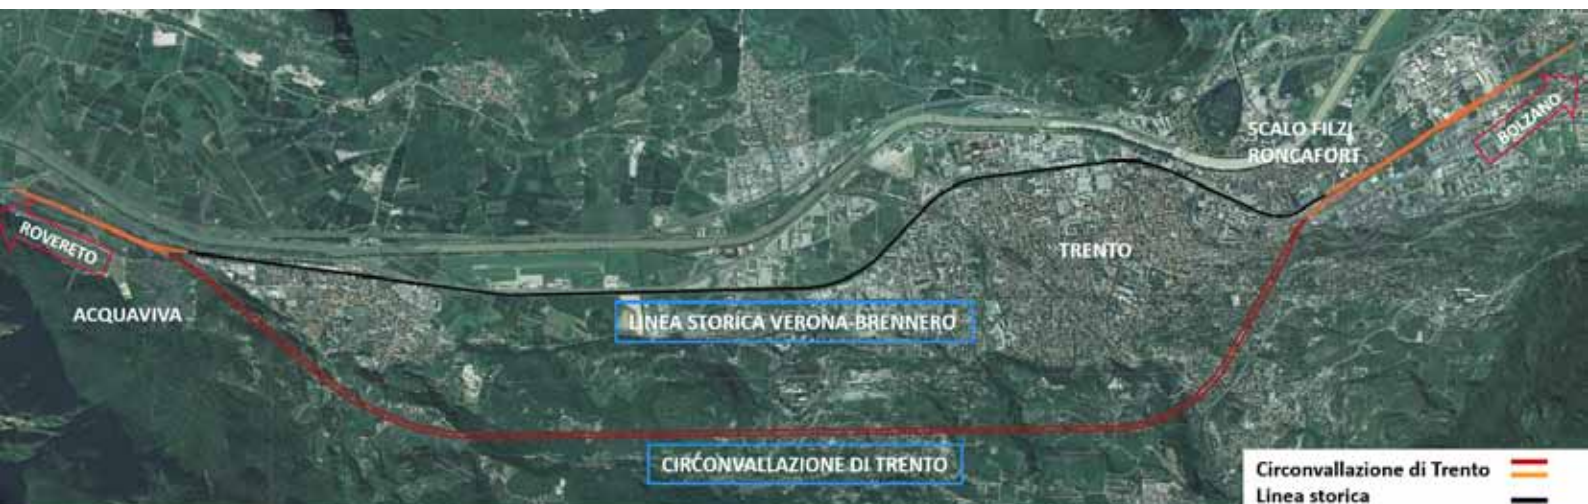 SCALO FILZI
RONCAFORT
BOLZANO
ROVERETO
TRENTO
ACQUAVIVA
LINEA STORICA VERONA-BRENNERO
CIRCONVALLAZIONE DI TRENTO
Circonvallazione di Trento
Linea storica